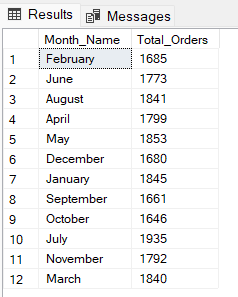 Results Messages
Month_Name Total_Orders
1 February 1685
2 June 1773
3 August 1841
4 April 1799
5 May 1853
6 December 1680
7 January 1845
8 September 1661
9 October 1646
10 July 1935
11 November 1792
12 March 1840